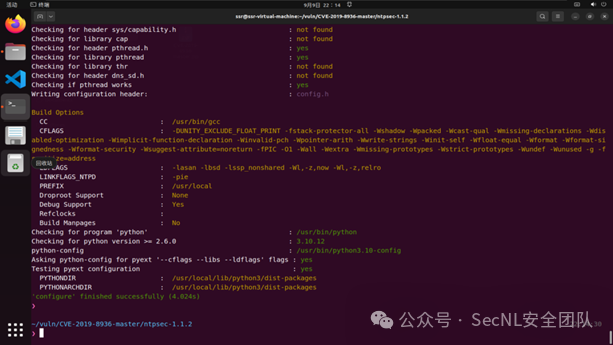 活动
终端
9月9日 22：14
ssr@ssr-virtual-machine:~/vuln/CVE-2019-8936-master/ntpsec-1.1.2
Checking for header sys/capability.h : not found
Checking for library cap : not found
Checking for header pthread.h : yes
Checking for library pthread : yes
Checking for library thr : not found
Checking for header dns_sd.h : not found
Checking if pthread works : yes
Writing configuration header: : config.h
Build Options
CC : /usr/bin/gcc
CFLAGS : -DUNITY_EXCLUDE_FLOAT_PRINT -fstack-protector-all -Wshadow -Wpacked -Wcast-qual -Wmissing-declarations -Wdis
abled-optimization -Wimplicit-function-declaration -Winvalid-pch -Wpointer-arith -Wwrite-strings -Winit-self -Wfloat-equal -Wformat -Wformat-si
gnedness -Wformat-security -Wsuggest-attribute=noreturn -fPIC -O1 -Wall -Wextra -Wmissing-prototypes -Wstrict-prototypes -Wundef -Wunused -g -f
=address
回收站
LDFLAGS : -lasan -lbsd -lssp_nonshared -Wl,-z,now -Wl,-z,relro
LINKFLAGS_NTPD : -pie
PREFIX : /usr/local
Droproot Support : None
Debug Support : Yes
Refclocks :
Build Manpages : No
Checking for program 'python' : /usr/bin/python
Checking for python version >= 2.6.0 : 3.10.12
python-config : /usr/bin/python3.10-config
Asking python-config for pyext '--cflags --libs --ldflags' flags : yes
Testing pyext configuration : yes
PYTHONDIR : /usr/local/lib/python3/dist-packages
PYTHONARCHDIR : /usr/local/lib/python3/dist-packages
'configure' finished successfully (4.024s)
~/vuln/CVE-2019-8936-master/ntpsec-1.1.2
公众号 · SecNL安全团队